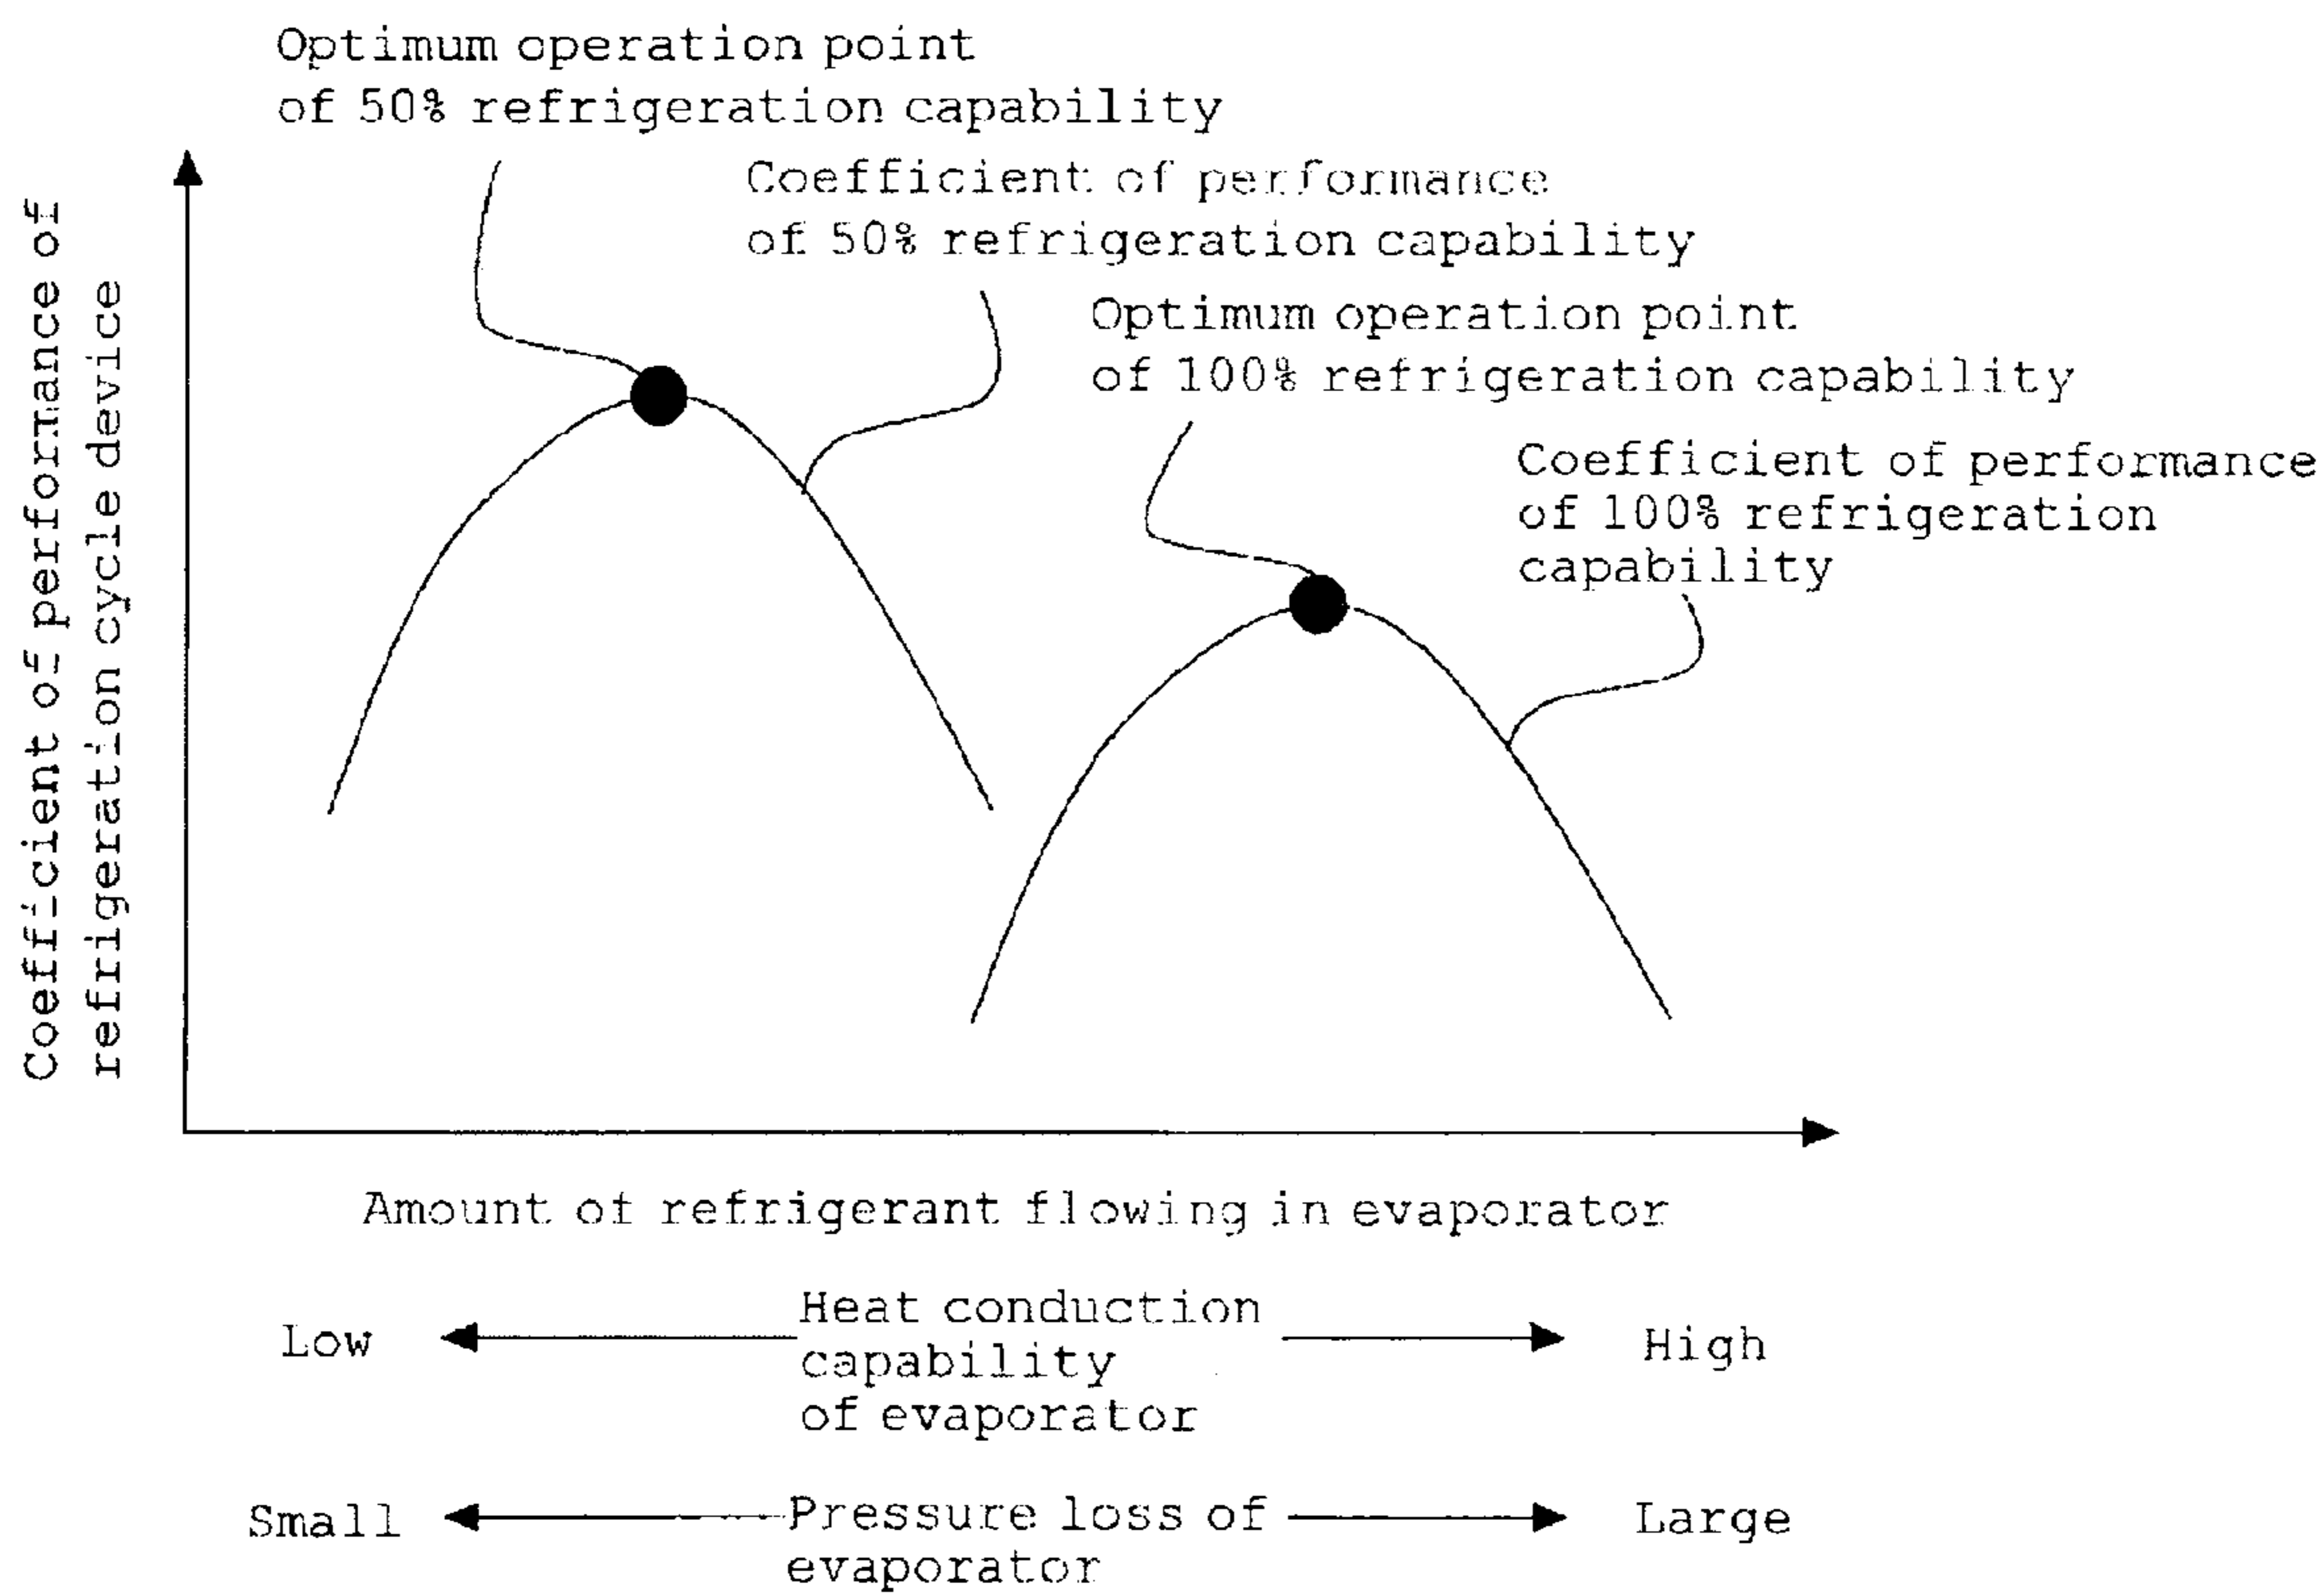 Optimum operation point
of 50% refrigeration capability
Coefficient of performance
of 50% refrigeration capability
Optimum operation point
of 100% refrigeration capability
Coefficient of performance
of 100% refrigeration
capability
Coefficient of performance of
refrigeration cycle device
Amount of refrigerant flowing in evaporator
Low
Heat conduction
capability
of evaporator
High
Small
Pressure loss of
evaporator
Large